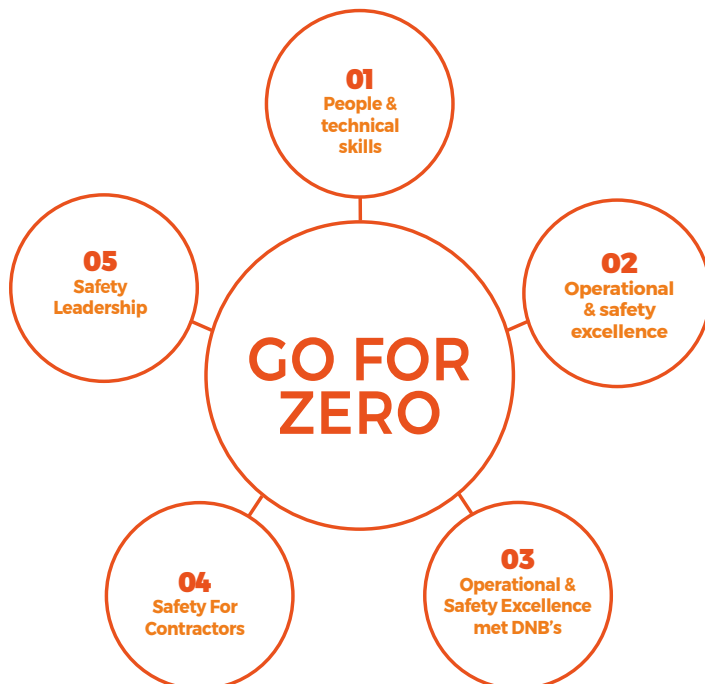 01
People &
technical
skills
05
Safety
Leadership
02
Operational
& safety
excellence
GO FOR
ZERO
04
Safety For
Contractors
03
Operational &
Safety Excellence
met DNB's